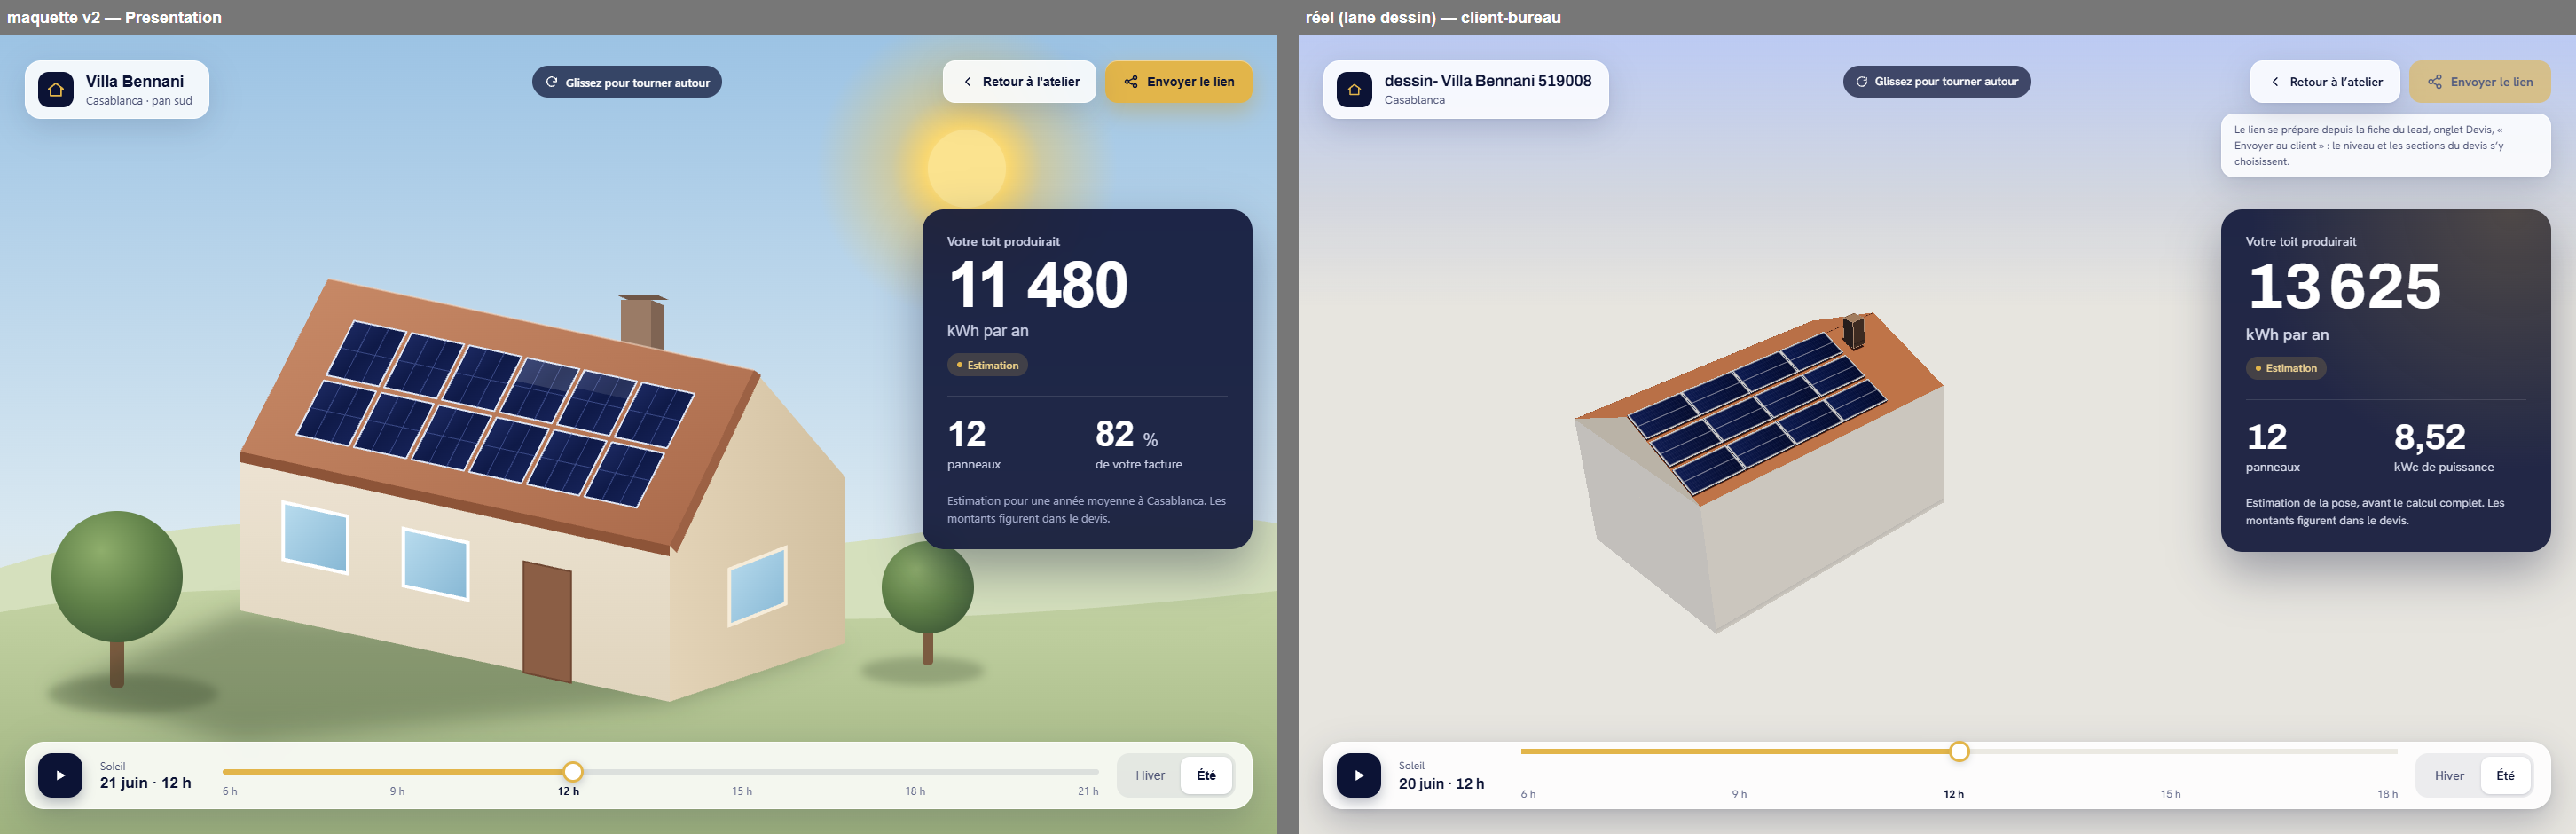 maquette v2 — Presentation
Villa Bennani
Casablanca · pan sud
Glissez pour tourner autour
Retour à l'atelier
Envoyer le lien
Votre toit produirait
11 480
kWh par an
Estimation
12
panneaux
82 %
de votre facture
Estimation pour une année moyenne à Casablanca. Les
montants figurent dans le devis.
Soleil
21 juin · 12 h
6 h
9 h
12 h
15 h
18 h
21 h
Hiver
Été
réel (lane dessin) — client-bureau
dessin- Villa Bennani 519008
Casablanca
Glissez pour tourner autour
Retour à l’atelier
Envoyer le lien
Le lien se prépare depuis la fiche du lead, onglet Devis, «
Envoyer au client » : le niveau et les sections du devis s’y
choisissent.
Votre toit produirait
13 625
kWh par an
Estimation
12
panneaux
8,52
kWc de puissance
Estimation de la pose, avant le calcul complet. Les
montants figurent dans le devis.
Soleil
20 juin · 12 h
6 h
9 h
12 h
15 h
18 h
Hiver
Été